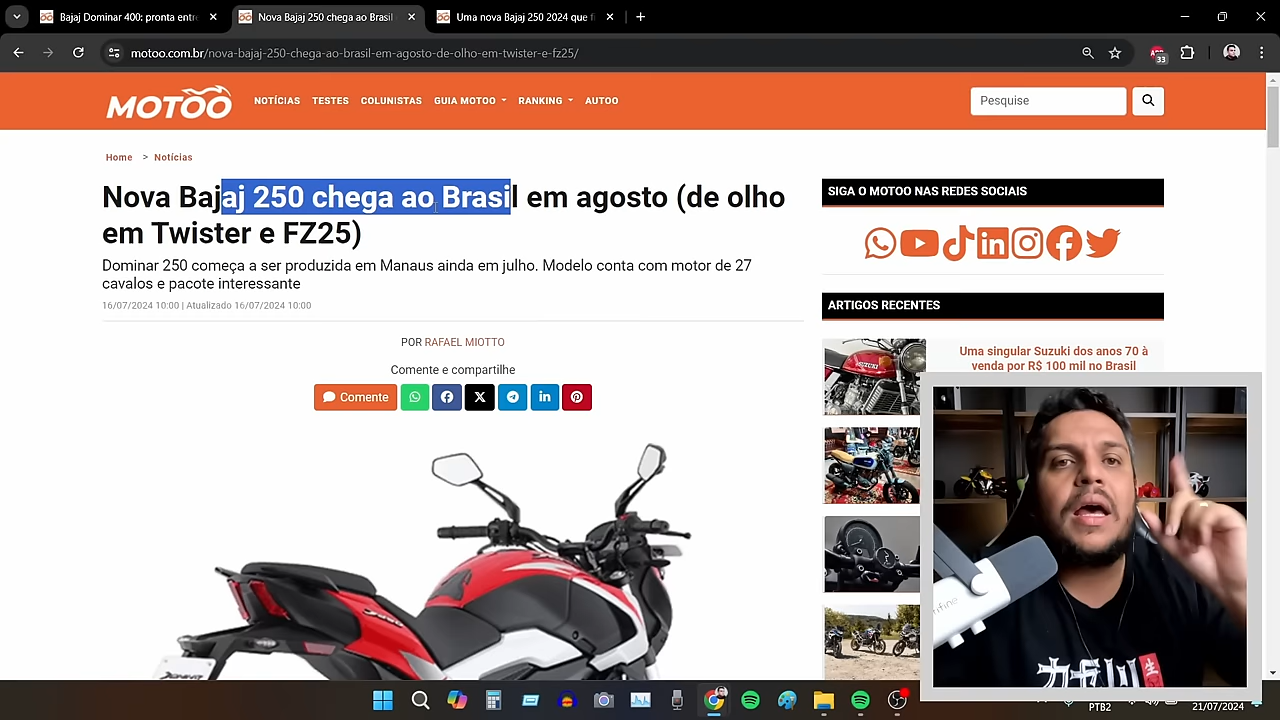 Bajaj Dominar 400: pronta entr
Nova Bajaj 250 chega ao Brasil
Uma nova Bajaj 250 2024 que f
motoo.com.br/nova-bajaj-250-chega-ao-brasil-em-agosto-de-olho-em-twister-e-fz25/
33
MOTOO
NOTÍCIAS
TESTES
COLUNISTAS
GUIA MOTOO
RANKING
AUTOO
Pesquise
Home > Notícias
Nova Bajaj 250 chega ao Brasil em agosto (de olho
em Twister e FZ25)
Dominar 250 começa a ser produzida em Manaus ainda em julho. Modelo conta com motor de 27
cavalos e pacote interessante
16/07/2024 10:00 | Atualizado 16/07/2024 10:00
POR RAFAEL MIOTTO
Comente e compartilhe
Comente
SIGA O MOTOO NAS REDES SOCIAIS
ARTIGOS RECENTES
Uma singular Suzuki dos anos 70 à
venda por R$ 100 mil no Brasil
fifine
PTB2
21/07/2024